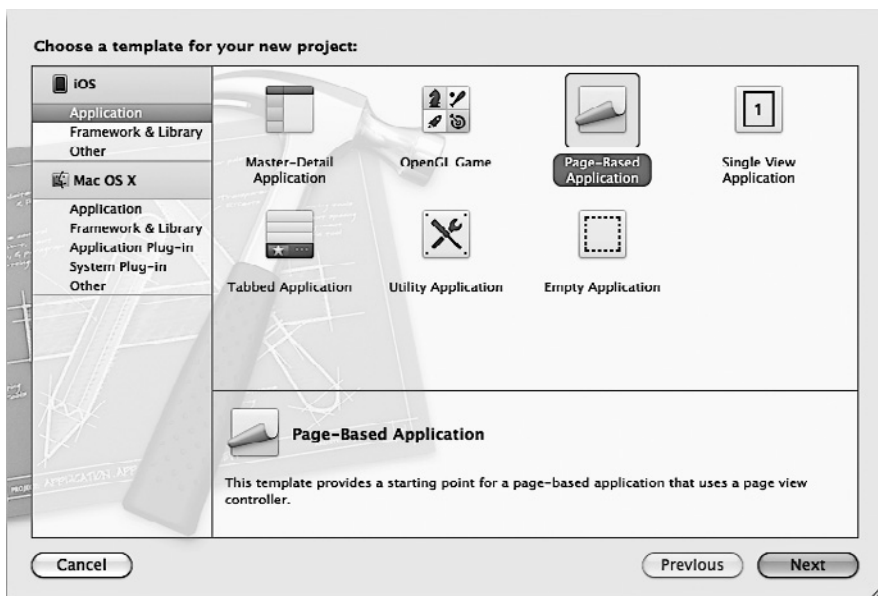 Choose a template for your new project:
iOS
Application
Framework & Library
Other
Mac OS X
Application
Framework & Library
Application Plug-in
System Plug-in
Other
Master-Detail
Application
OpenGL Game
Page-Based
Application
1
Single View
Application
Tabbed Application
Utility Application
Empty Application
Page-Based Application
This template provides a starting point for a page-based application that uses a page view
controller.
Cancel
Previous
Next